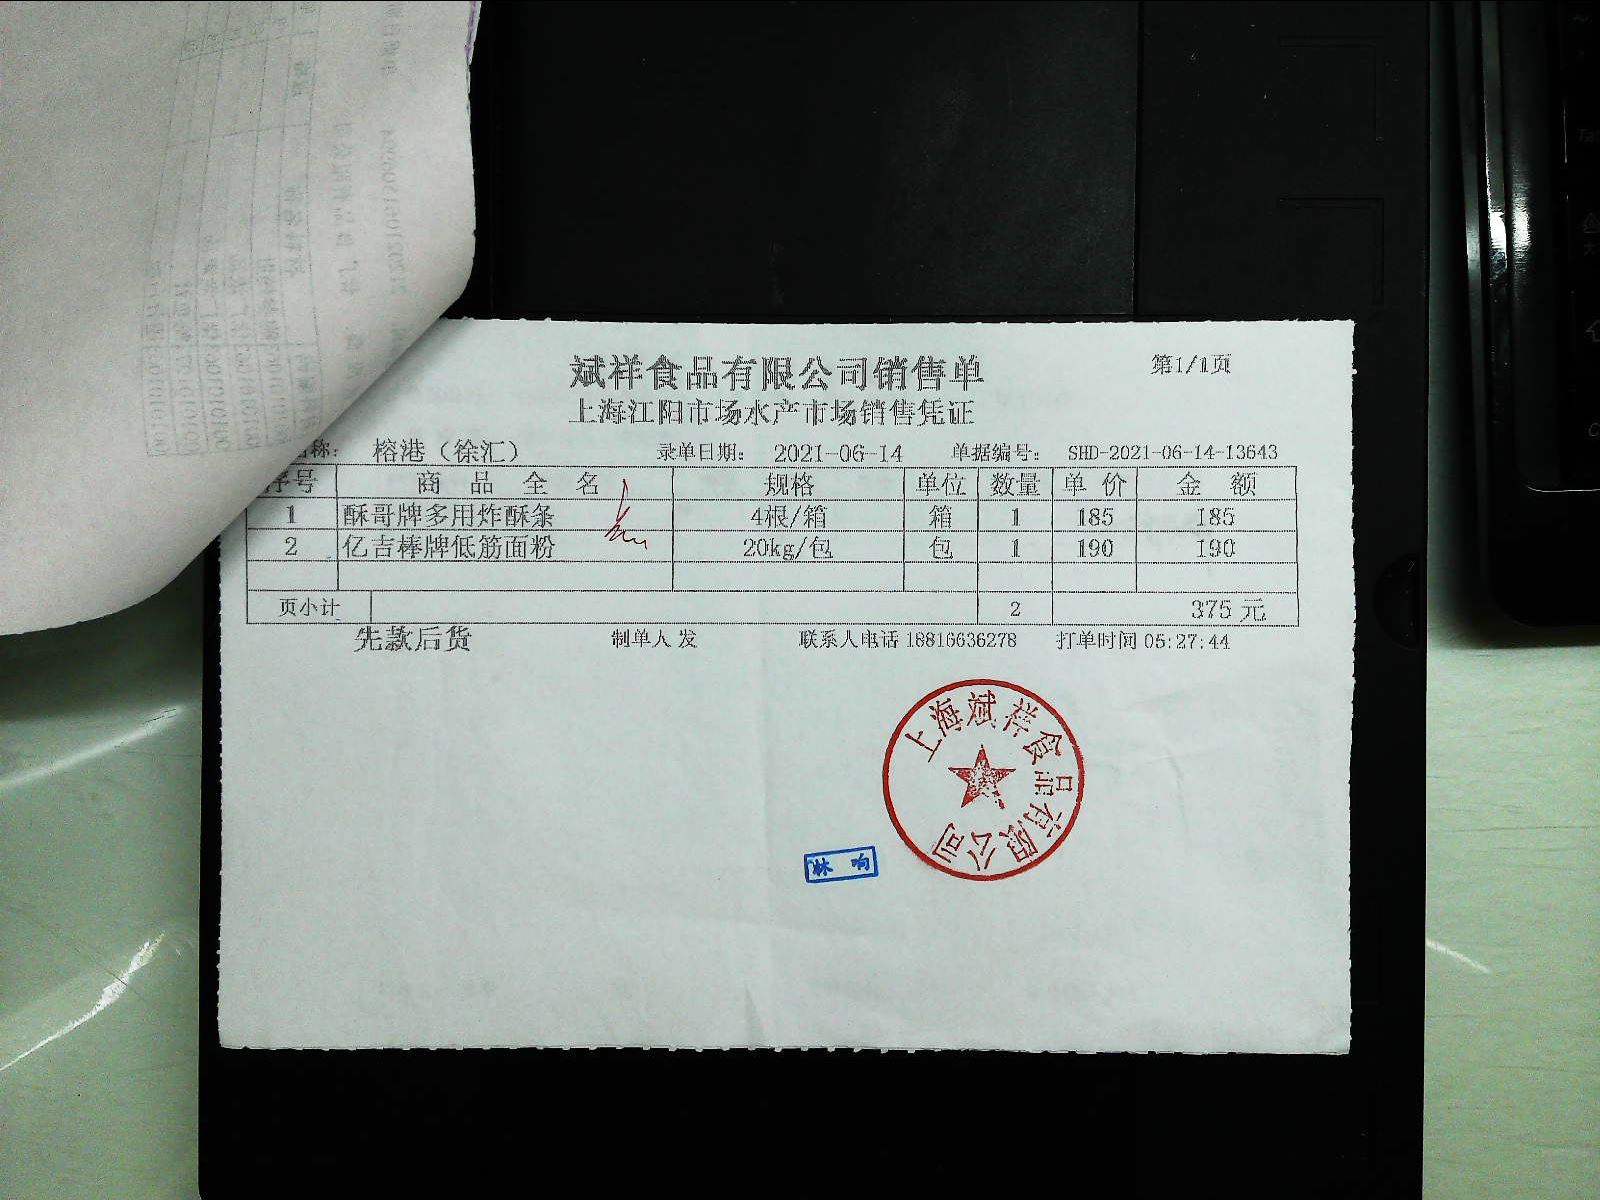 斌祥食品有限公司销售单
第1/1页
上海江阳市场水产市场销售凭证
称： 榕港（徐汇） 录单日期： 2021-06-14 单据编号： SHD-2021-06-14-13643
序号 商品全名 规格 单位 数量 单价 金额
1 酥哥牌多用炸酥条 4根/箱 箱 1 185 185
2 亿吉棒牌低筋面粉 20kg/包 包 1 190 190
页小计 2 375 元
先款后货 制单人 发 联系人电话 18816636278 打单时间 05:27:44
上海斌祥食品有限公司